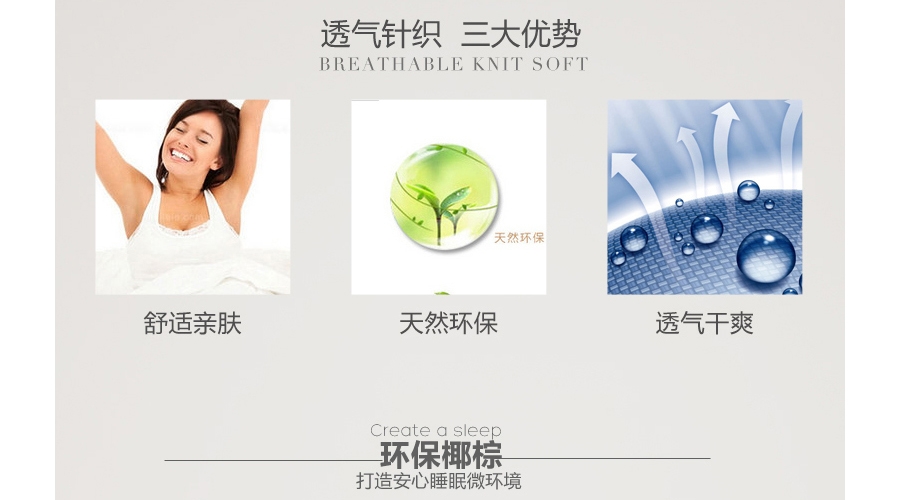 透气针织 三大优势
BREATHABLE KNIT SOFT
天然环保
舒适亲肤
天然环保
透气干爽
Create a sleep
环保椰棕
打造安心睡眠微环境